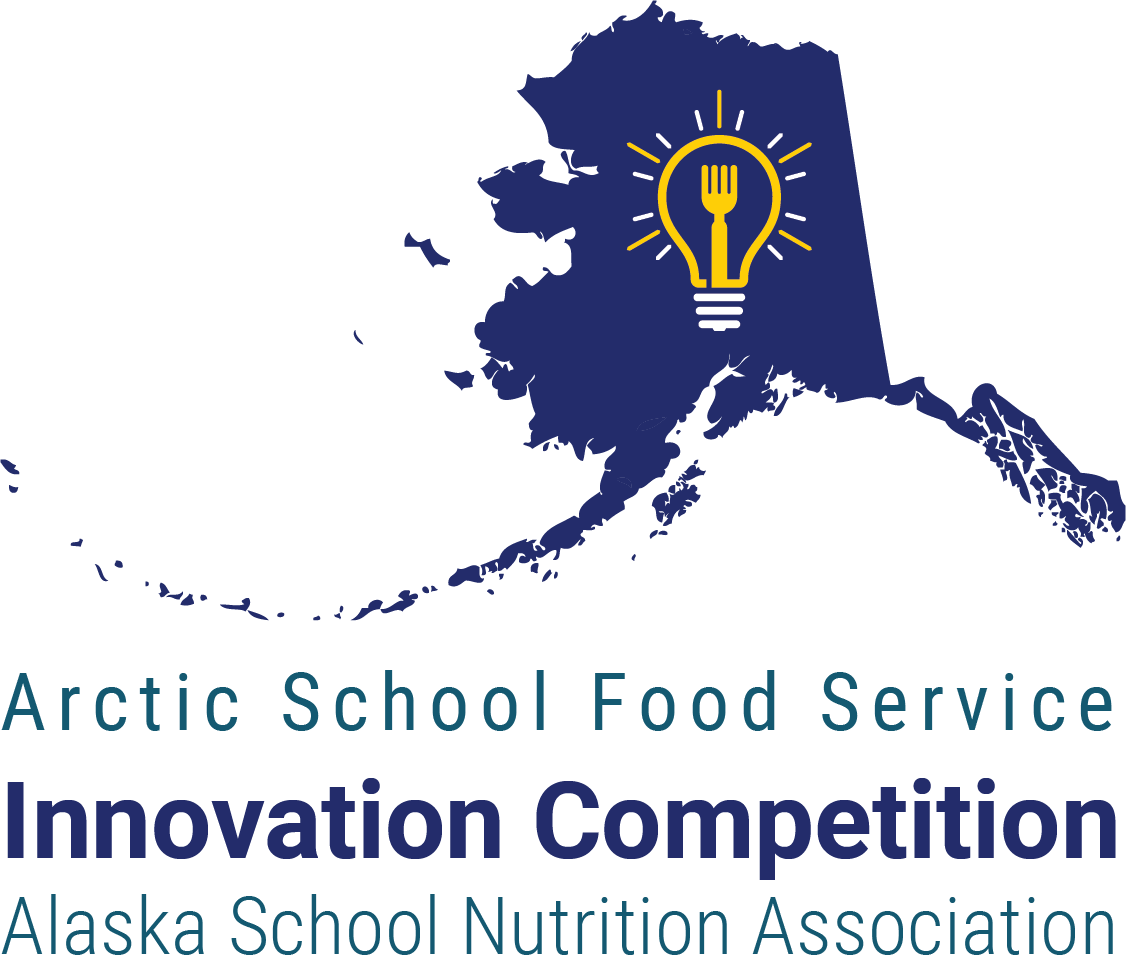 Arctic School Food Service
Innovation Competition
Alaska School Nutrition Association